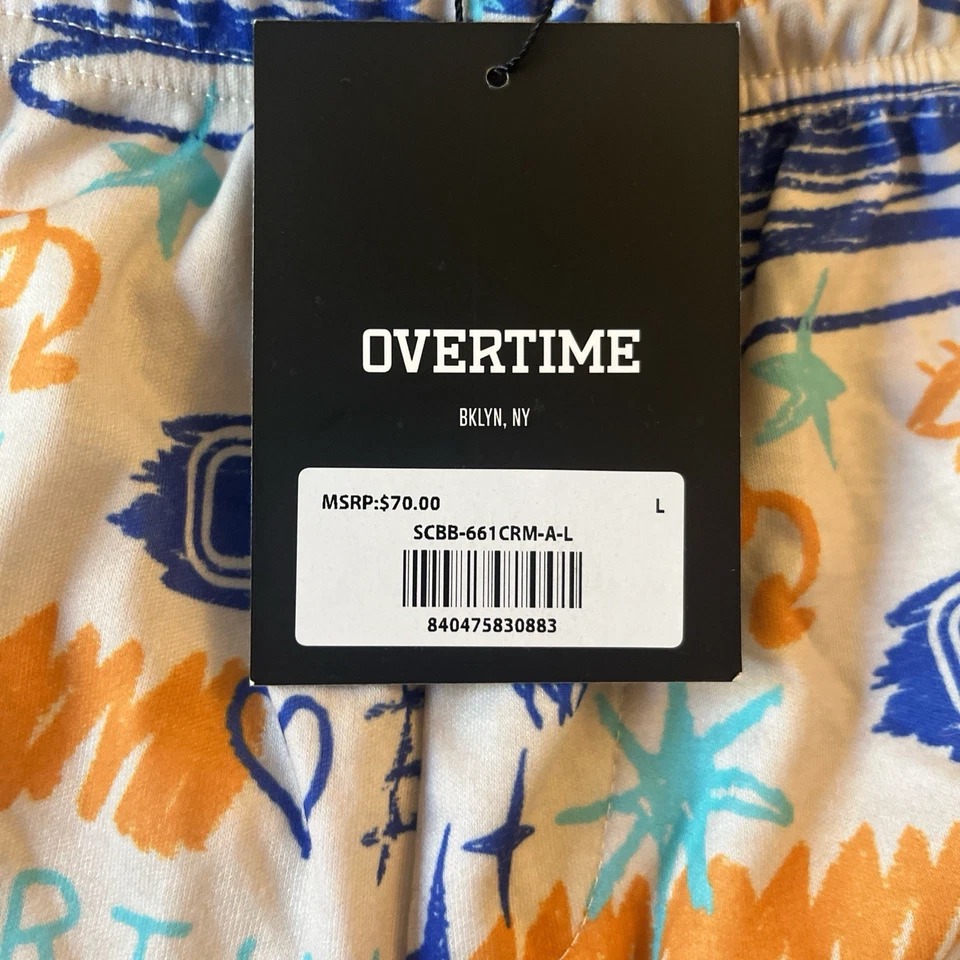 OVERTIME
BKLYN, NY
MSRP:$70.00 L
SCBB-661CRM-A-L
840475830883